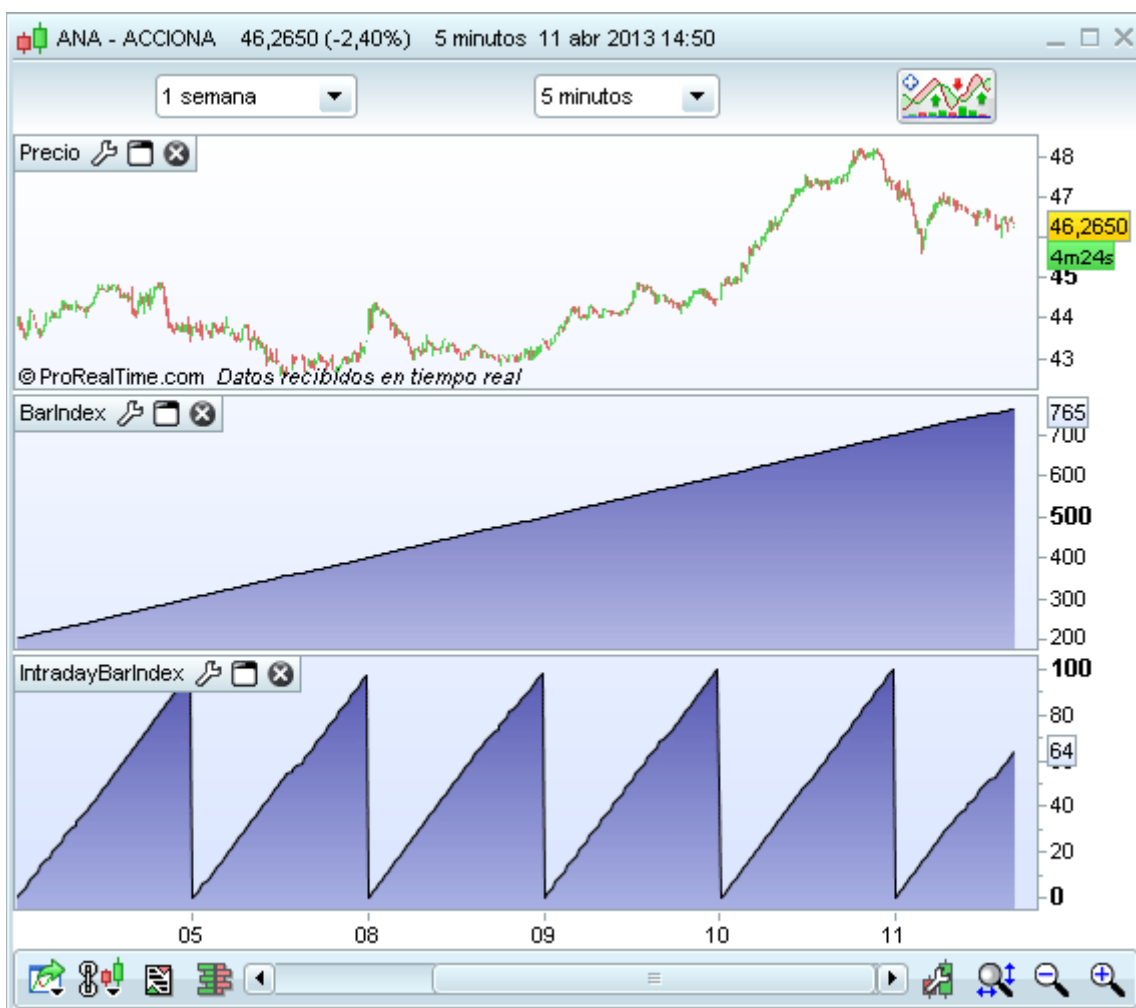 ANA - ACCIONA 46,2650 (-2,40%) 5 minutos 11 abr 2013 14:50
1 semana 5 minutos
Precio
48
47
46,2650
4m24s
45
44
43
© ProRealTime.com Datos recibidos en tiempo real
BarIndex
765
700
600
500
400
300
200
IntradayBarIndex
100
80
64
40
20
0
05 08 09 10 11